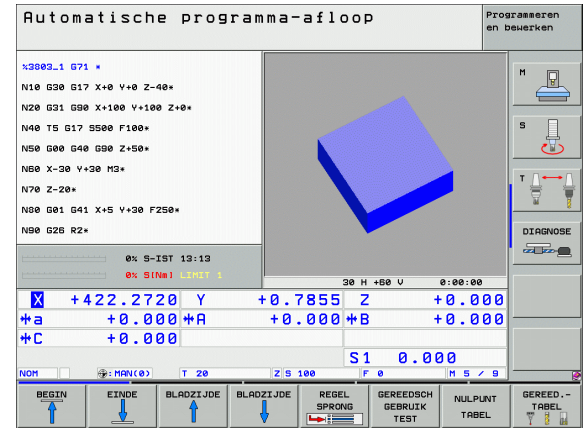 Automatische programma-afloop
Programmeren
en bewerken
%3803_1 G71 *
N10 G30 G17 X+0 Y+0 Z-40*
N20 G31 G90 X+100 Y+100 Z+0*
N40 T5 G17 S500 F100*
N50 G00 G40 G90 Z+50*
N60 X-30 Y+30 M3*
N70 Z-20*
N80 G01 G41 X+5 Y+30 F250*
N90 G26 R2*
0% S-IST 13:13
0% S[Nm] LIMIT 1
30 H +60 V 0:00:00
M
S
T
DIAGNOSE
X +422.2720 Y +0.7855 Z +0.000
a +0.000 A +0.000 B +0.000
C +0.000
S1 0.000
NOM : MAN(0) T 20 Z S 100 F 0 M 5 / 9
BEGIN
EINDE
BLADZIJDE
BLADZIJDE
REGEL
SPRONG
GEREEDSCH
GEBRUIK
TEST
NULPUNT
TABEL
GEREED.-
TABEL